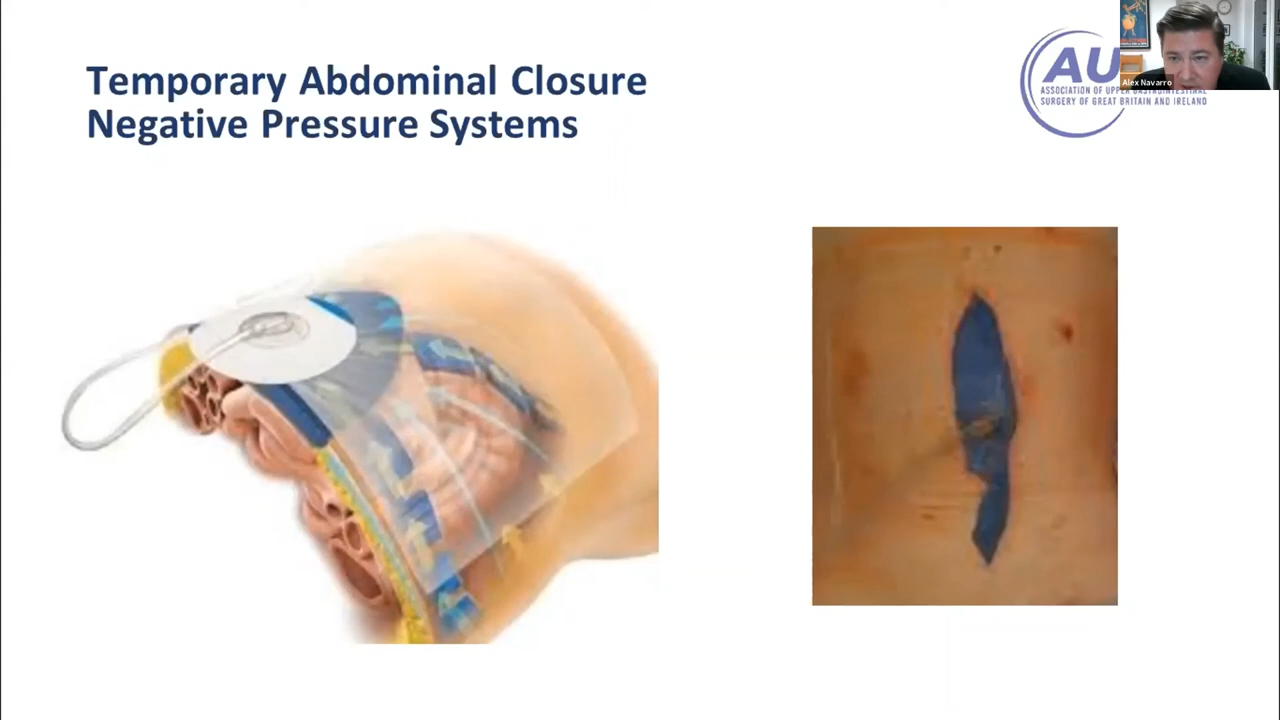 Temporary Abdominal Closure
Negative Pressure Systems
AU
Alex Navarro
ASSOCIATION OF UPPER GASTROINTESTINAL
SURGERY OF GREAT BRITAIN AND IRELAND